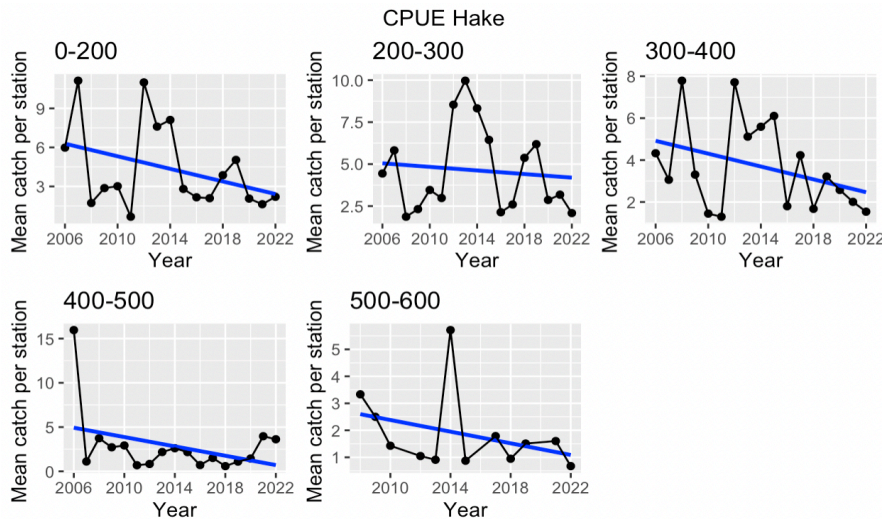 CPUE Hake
0-200
Mean catch per station
9
6
3
2006 2010 2014 2018 2022
Year
200-300
Mean catch per station
10.0
7.5
5.0
2.5
2006 2010 2014 2018 2022
Year
300-400
Mean catch per station
8
6
4
2
2006 2010 2014 2018 2022
Year
400-500
Mean catch per station
15
10
5
0
2006 2010 2014 2018 2022
Year
500-600
Mean catch per station
5
4
3
2
1
2010 2014 2018 2022
Year